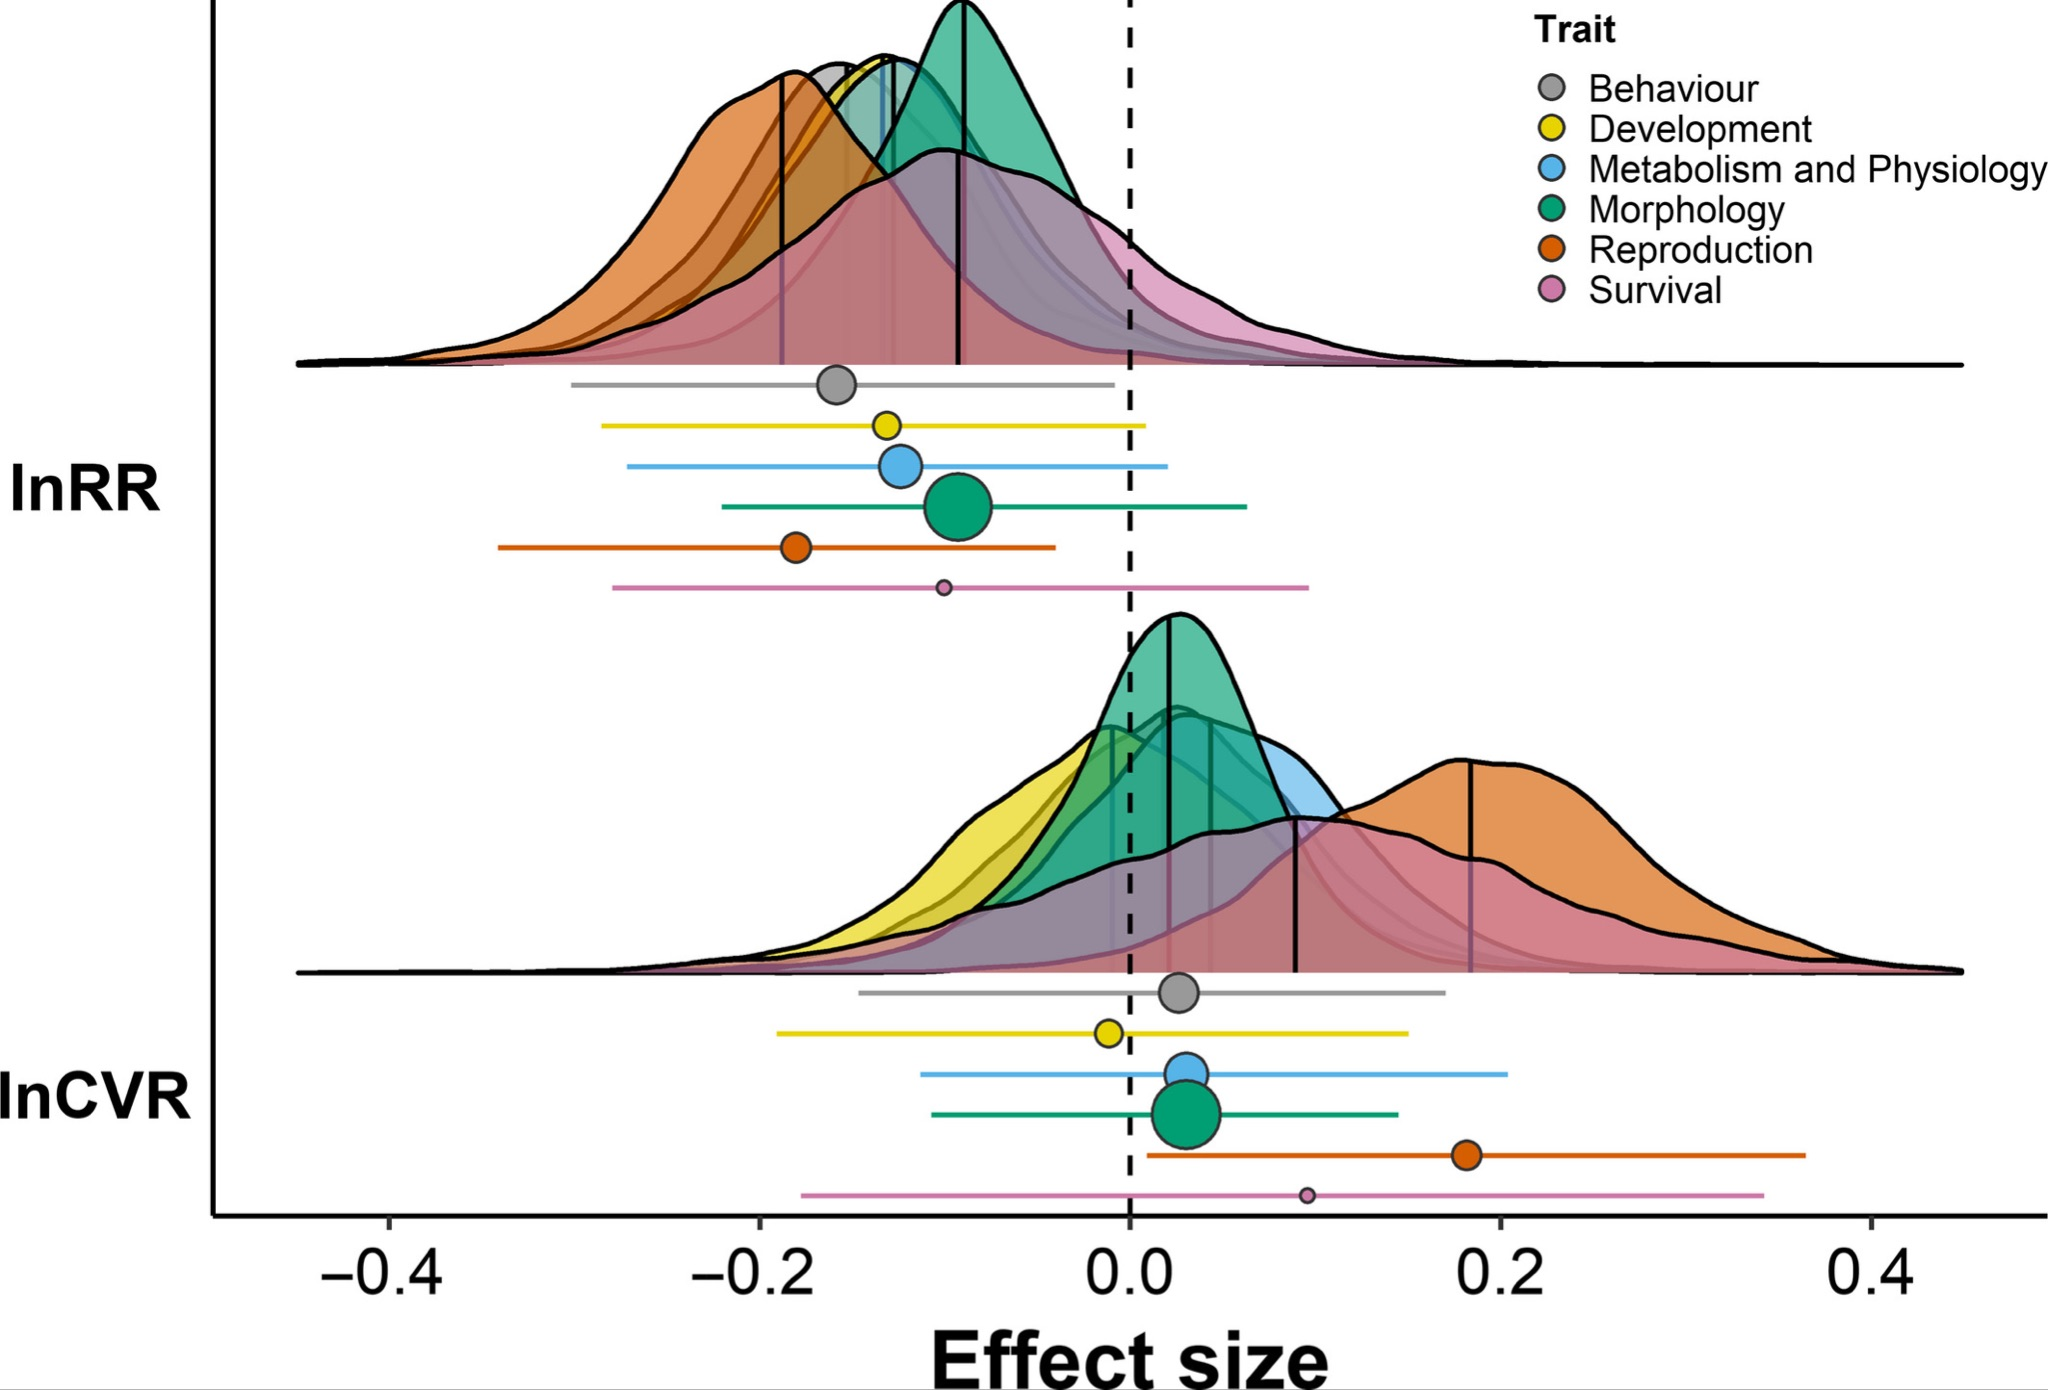 Trait
Behaviour
Development
Metabolism and Physiology
Morphology
Reproduction
Survival
lnRR
lnCVR
−0.4 −0.2 0.0 0.2 0.4
Effect size